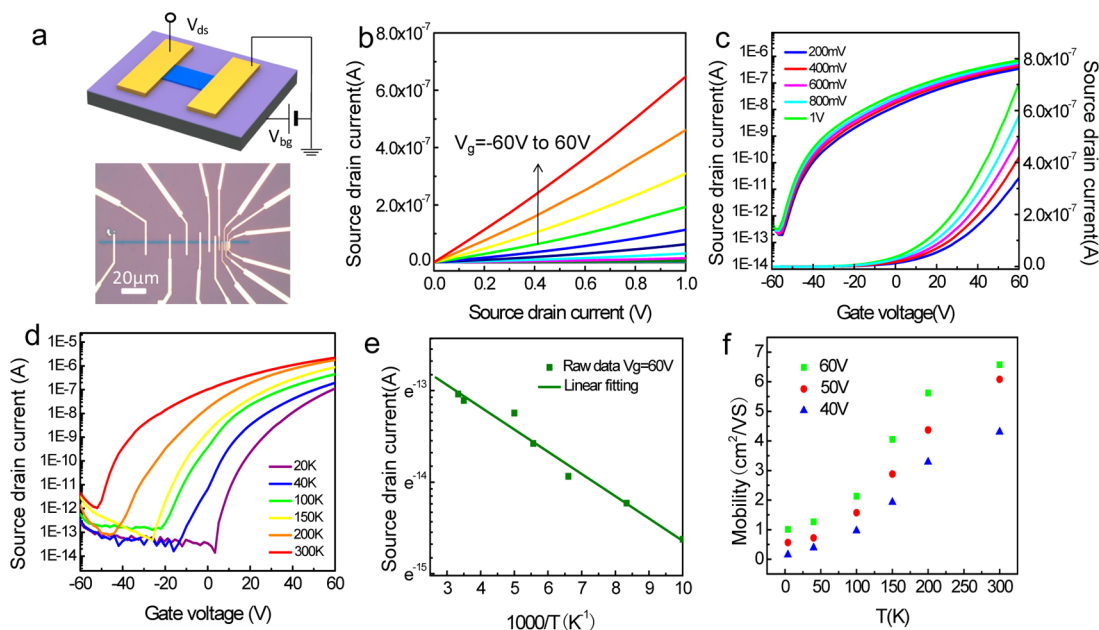 a
V_ds
V_bg
20μm
b
8.0x10^-7
6.0x10^-7
4.0x10^-7
2.0x10^-7
0.0
Source drain current(A)
V_g=-60V to 60V
0.0 0.2 0.4 0.6 0.8 1.0
Source drain current (V)
c
1E-6
1E-7
1E-8
1E-9
1E-10
1E-11
1E-12
1E-13
1E-14
Source drain current(A)
200mV
400mV
600mV
800mV
1V
8.0x10^-7
6.0x10^-7
4.0x10^-7
2.0x10^-7
0.0
Source drain current(A)
-60 -40 -20 0 20 40 60
Gate voltage(V)
d
1E-5
1E-6
1E-7
1E-8
1E-9
1E-10
1E-11
1E-12
1E-13
1E-14
Source drain current (A)
20K
40K
100K
150K
200K
300K
-60 -40 -20 0 20 40 60
Gate voltage (V)
e
e^-13
e^-14
e^-15
Source drain current(A)
Raw data Vg=60V
Linear fitting
3 4 5 6 7 8 9 10
1000/T (K^-1)
f
7
6
5
4
3
2
1
0
Mobility(cm^2/VS)
60V
50V
40V
0 50 100 150 200 250 300
T(K)